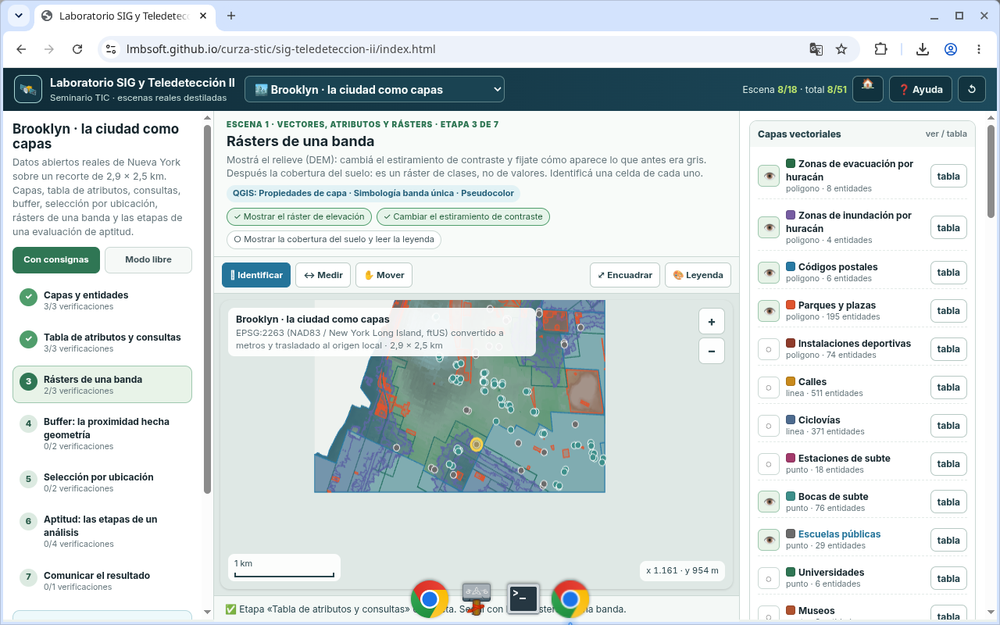 Laboratorio SIG y Teledetecc
lmbsoft.github.io/curza-stic/sig-teledeteccion-ii/index.html
Laboratorio SIG y Teledetección II
Seminario TIC · escenas reales destiladas
Brooklyn · la ciudad como capas
Escena 8/18 · total 8/51
Ayuda
Brooklyn · la ciudad como
capas
Datos abiertos reales de Nueva York
sobre un recorte de 2,9 × 2,5 km.
Capas, tabla de atributos, consultas,
buffer, selección por ubicación,
rásters de una banda y las etapas de
una evaluación de aptitud.
Con consignas
Modo libre
Capas y entidades
3/3 verificaciones
Tabla de atributos y consultas
3/3 verificaciones
3
Rásters de una banda
2/3 verificaciones
4
Buffer: la proximidad hecha
geometría
0/2 verificaciones
5
Selección por ubicación
0/2 verificaciones
6
Aptitud: las etapas de un
análisis
0/4 verificaciones
7
Comunicar el resultado
0/1 verificaciones
ESCENA 1 · VECTORES, ATRIBUTOS Y RÁSTERS · ETAPA 3 DE 7
Rásters de una banda
Mostrá el relieve (DEM): cambiá el estiramiento de contraste y fijate cómo aparece lo que antes era gris.
Después la cobertura del suelo: es un ráster de clases, no de valores. Identificá una celda de cada uno.
QGIS: Propiedades de capa · Simbología banda única · Pseudocolor
✓ Mostrar el ráster de elevación
✓ Cambiar el estiramiento de contraste
○ Mostrar la cobertura del suelo y leer la leyenda
Identificar
↔ Medir
Mover
⤢ Encuadrar
Leyenda
Brooklyn · la ciudad como capas
EPSG:2263 (NAD83 / New York Long Island, ftUS) convertido a
metros y trasladado al origen local · 2,9 × 2,5 km
+
−
1 km
x 1.161 · y 954 m
✅ Etapa «Tabla de atributos y consultas»
banda.
Capas vectoriales
ver / tabla
Zonas de evacuación por
huracán
polígono · 8 entidades
tabla
Zonas de inundación por
huracán
polígono · 4 entidades
tabla
Códigos postales
polígono · 6 entidades
tabla
Parques y plazas
polígono · 195 entidades
tabla
Instalaciones deportivas
polígono · 74 entidades
tabla
Calles
línea · 511 entidades
tabla
Ciclovías
línea · 371 entidades
tabla
Estaciones de subte
punto · 18 entidades
tabla
Bocas de subte
punto · 76 entidades
tabla
Escuelas públicas
punto · 29 entidades
tabla
Universidades
punto · 6 entidades
tabla
Museos